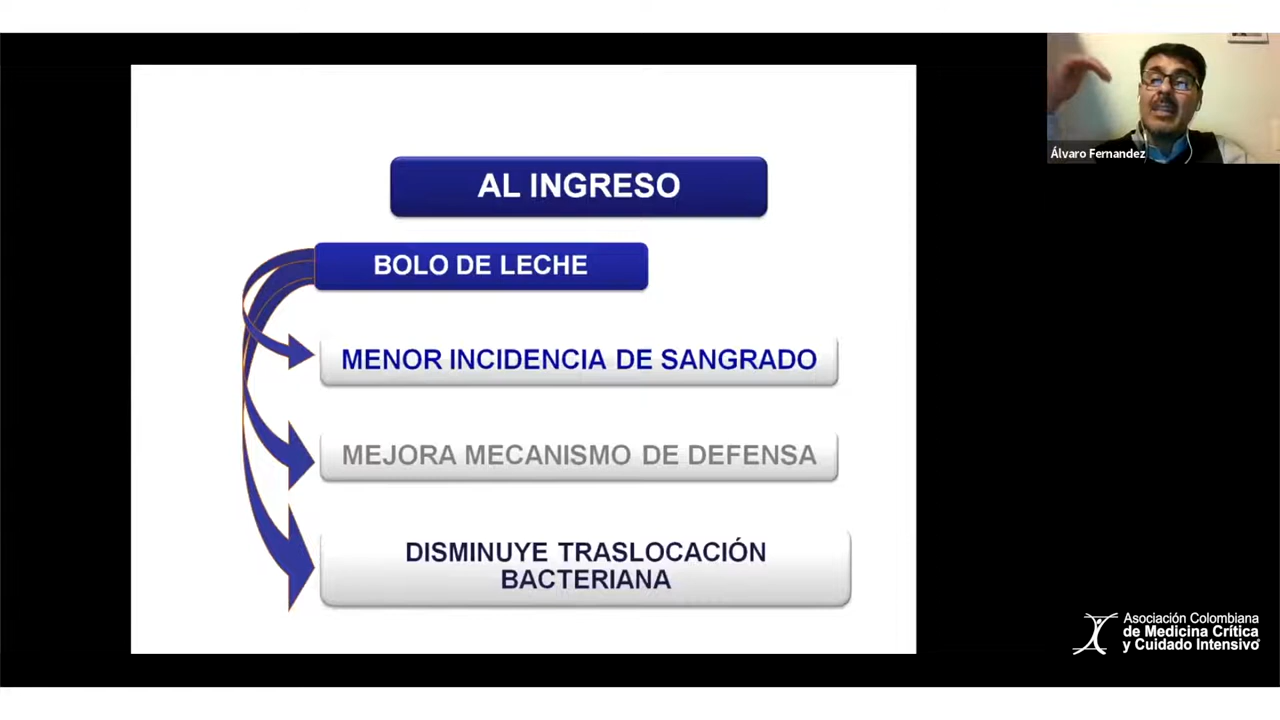 AL INGRESO
BOLO DE LECHE
MENOR INCIDENCIA DE SANGRADO
MEJORA MECANISMO DE DEFENSA
DISMINUYE TRASLOCACIÓN
BACTERIANA
Álvaro Fernandez
Asociación Colombiana
de Medicina Crítica
y Cuidado Intensivo